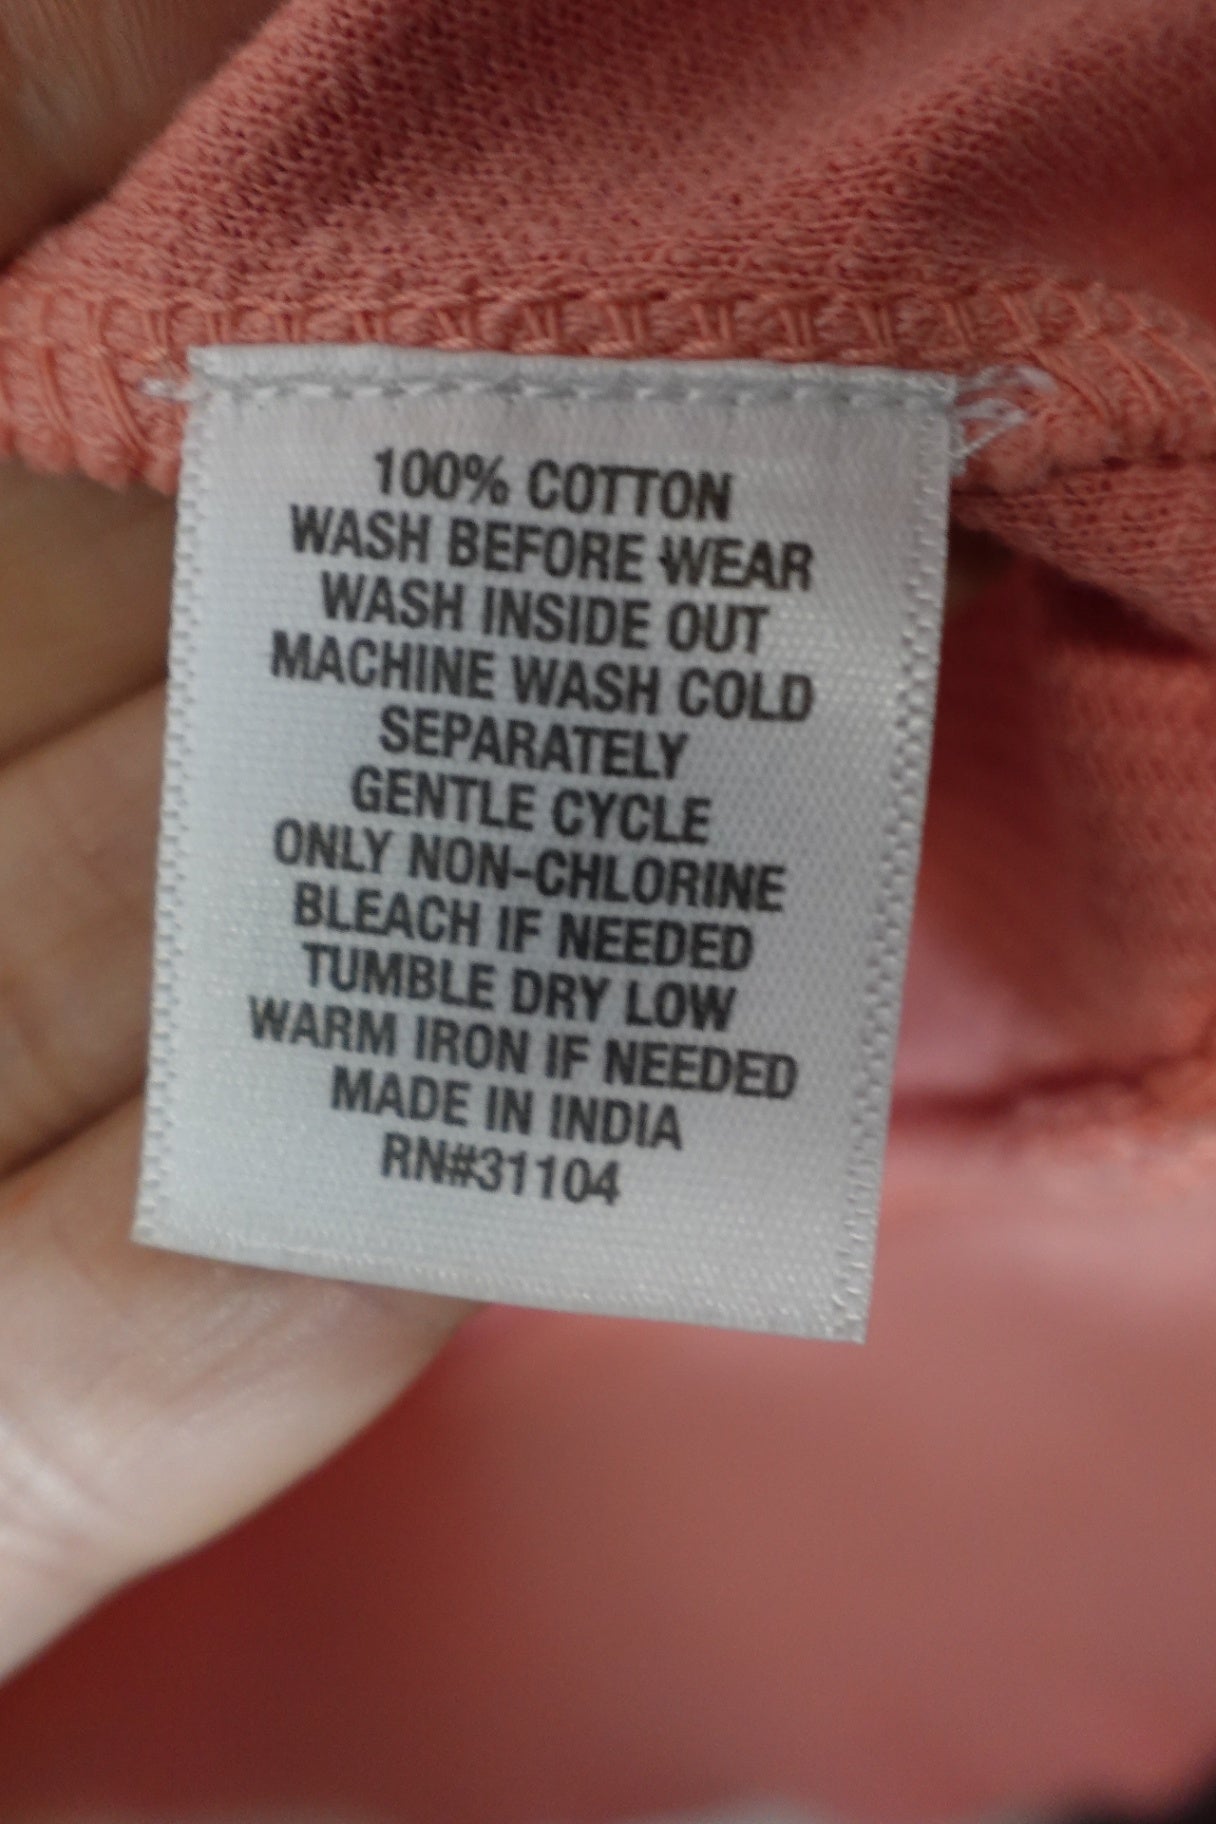 100% COTTON
WASH BEFORE WEAR
WASH INSIDE OUT
MACHINE WASH COLD
SEPARATELY
GENTLE CYCLE
ONLY NON-CHLORINE
BLEACH IF NEEDED
TUMBLE DRY LOW
WARM IRON IF NEEDED
MADE IN INDIA
RN#31104